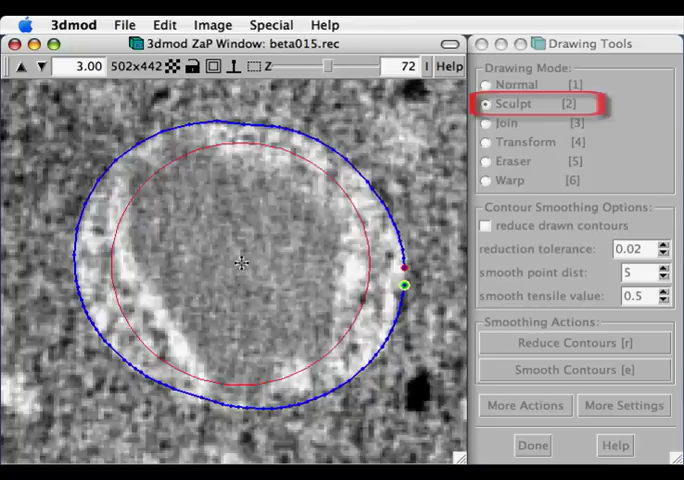 3dmod File Edit Image Special Help
3dmod ZaP Window: beta015.rec
Drawing Tools
3.00 502x442 Z 72 I Help
Drawing Mode:
Normal [1]
Sculpt [2]
Join [3]
Transform [4]
Eraser [5]
Warp [6]
Contour Smoothing Options:
reduce drawn contours
reduction tolerance: 0.02
smooth point dist: 5
smooth tensile value: 0.5
Smoothing Actions:
Reduce Contours [r]
Smooth Contours [e]
More Actions More Settings
Done Help